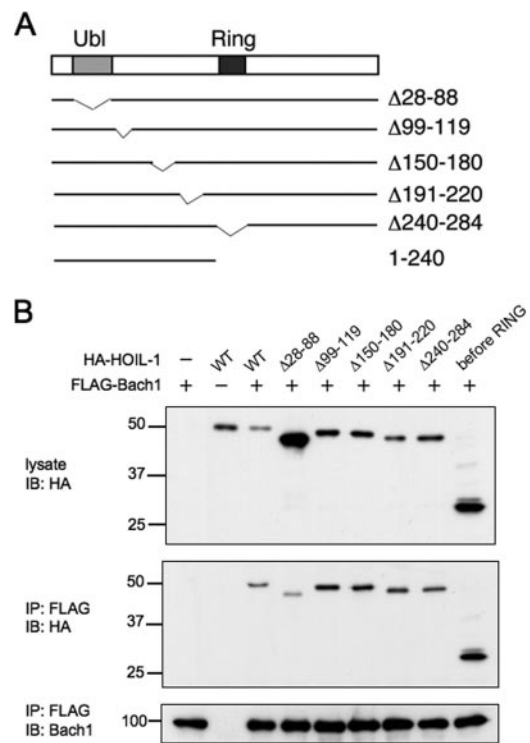 A
Ubl Ring
Δ28-88
Δ99-119
Δ150-180
Δ191-220
Δ240-284
1-240
B
HA-HOIL-1 – WT WT Δ28-88 Δ99-119 Δ150-180 Δ191-220 Δ240-284 before RING
FLAG-Bach1 + – + + + + + + +
50
lysate
IB: HA
37
25
50
IP: FLAG
IB: HA
37
25
IP: FLAG
IB: Bach1
100